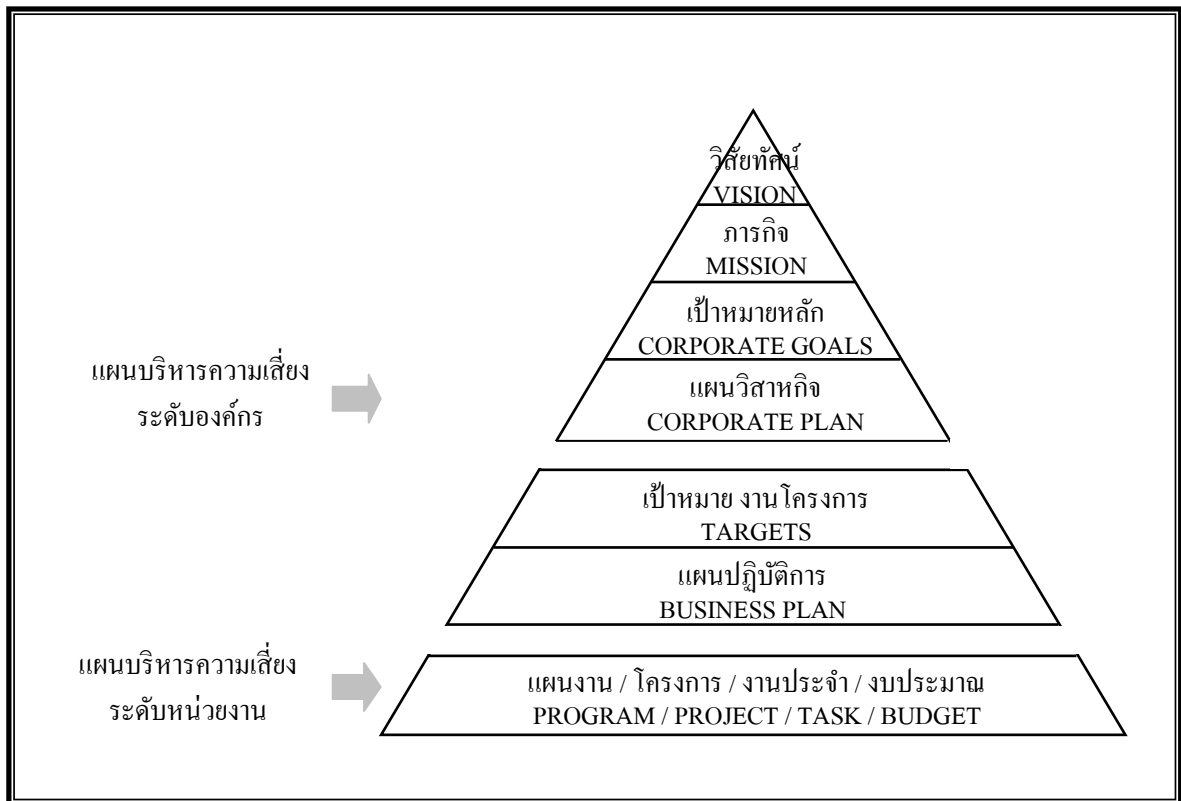 วิสัยทัศน์
VISION
ภารกิจ
MISSION
เป้าหมายหลัก
CORPORATE GOALS
แผนวิสาหกิจ
CORPORATE PLAN
แผนบริหารความเสี่ยง
ระดับองค์กร
เป้าหมาย งานโครงการ
TARGETS
แผนปฏิบัติการ
BUSINESS PLAN
แผนบริหารความเสี่ยง
ระดับหน่วยงาน
แผนงาน / โครงการ / งานประจำ / งบประมาณ
PROGRAM / PROJECT / TASK / BUDGET